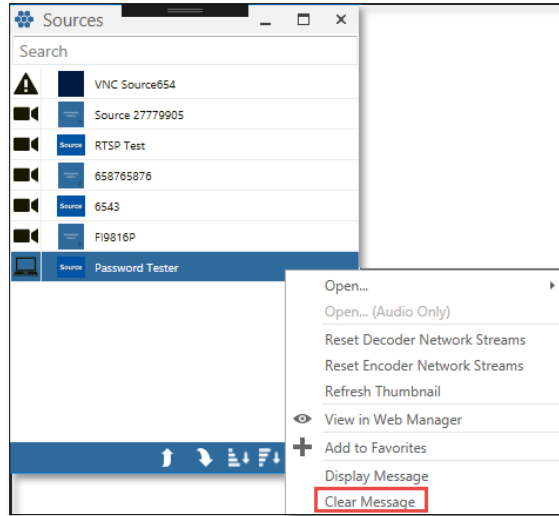 Sources
Search
VNC Source654
Source 27779905
Source RTSP Test
658765876
Source 6543
FI9816P
Source Password Tester
Open...
Open... (Audio Only)
Reset Decoder Network Streams
Reset Encoder Network Streams
Refresh Thumbnail
View in Web Manager
Add to Favorites
Display Message
Clear Message